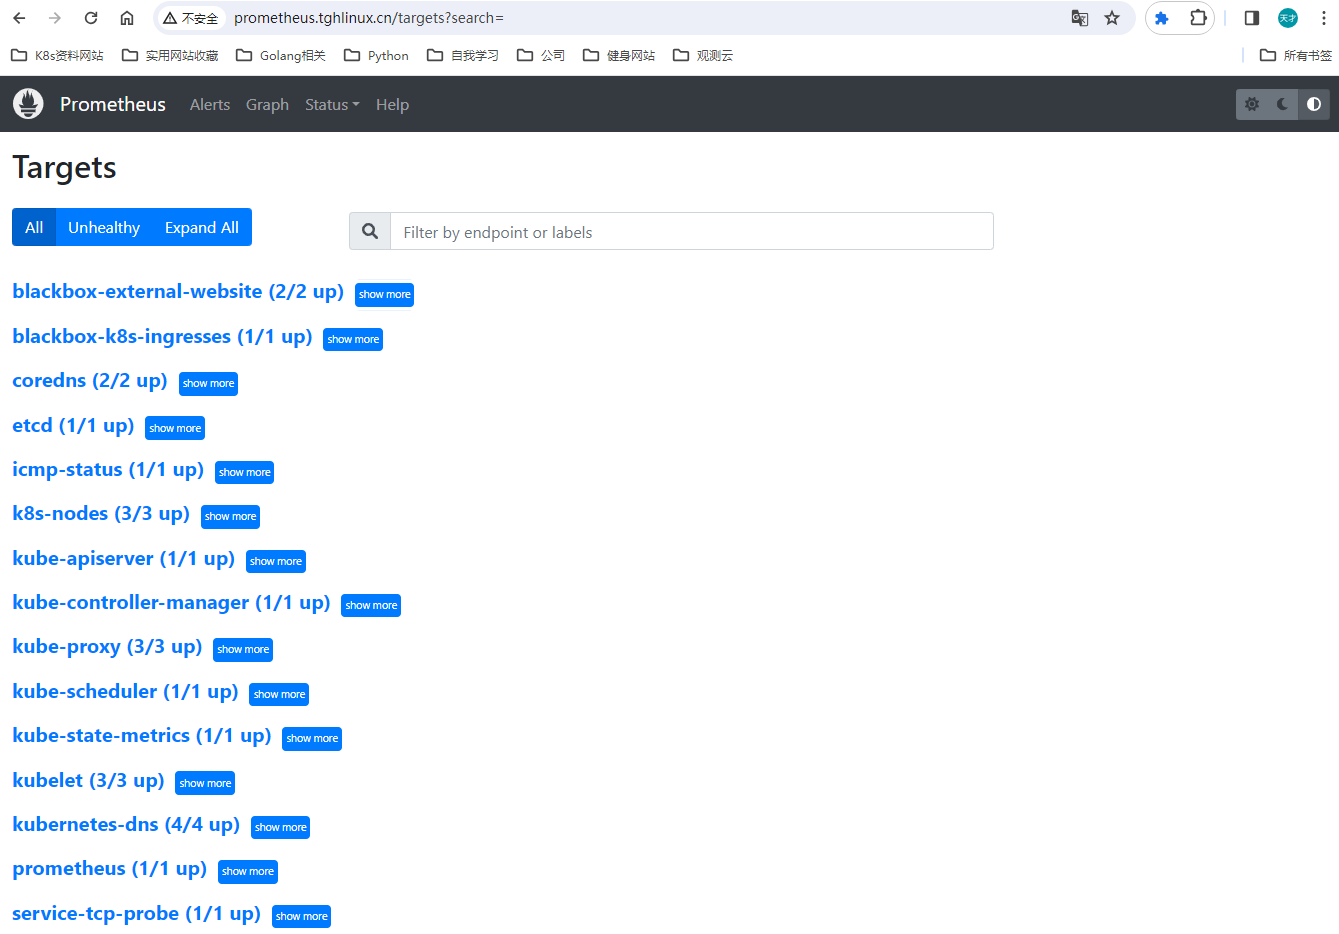 不安全 prometheus.tghlinux.cn/targets?search= 天才
K8s资料网站 实用网站收藏 Golang相关 Python 自我学习 公司 健身网站 观测云 所有书签
Prometheus Alerts Graph Status Help
Targets
All Unhealthy Expand All Filter by endpoint or labels
blackbox-external-website (2/2 up) show more
blackbox-k8s-ingresses (1/1 up) show more
coredns (2/2 up) show more
etcd (1/1 up) show more
icmp-status (1/1 up) show more
k8s-nodes (3/3 up) show more
kube-apiserver (1/1 up) show more
kube-controller-manager (1/1 up) show more
kube-proxy (3/3 up) show more
kube-scheduler (1/1 up) show more
kube-state-metrics (1/1 up) show more
kubelet (3/3 up) show more
kubernetes-dns (4/4 up) show more
prometheus (1/1 up) show more
service-tcp-probe (1/1 up) show more